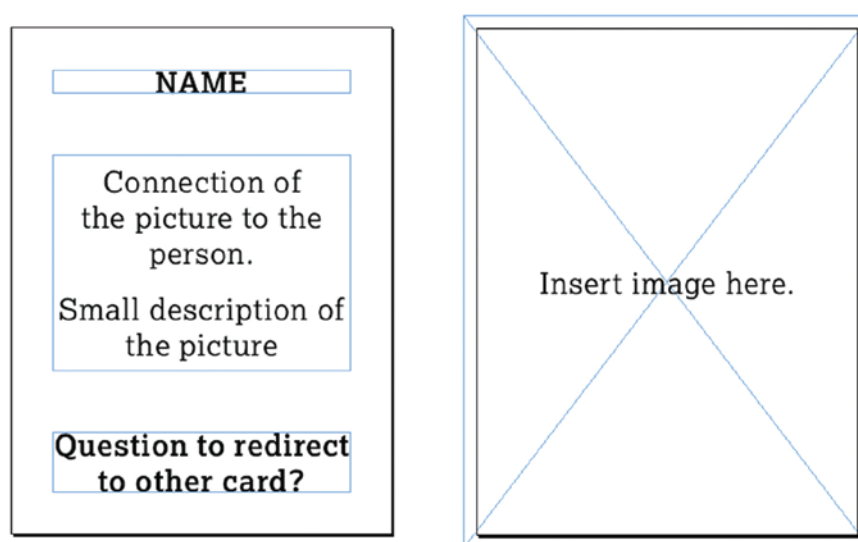 NAME
Connection of
the picture to the
person.
Small description of
the picture
Question to redirect
to other card?
Insert image here.